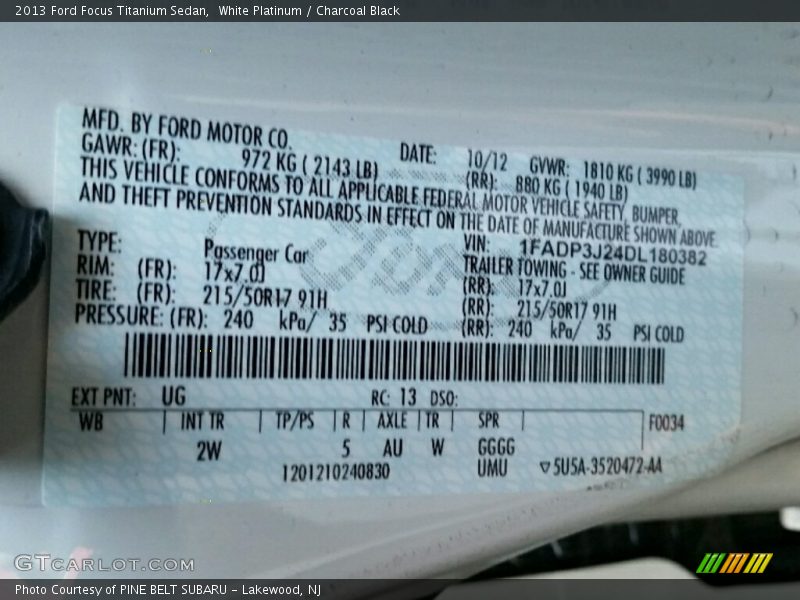 2013 Ford Focus Titanium Sedan, White Platinum / Charcoal Black
MFD. BY FORD MOTOR CO.
DATE: 10/12 GVWR: 1810 KG ( 3990 LB)
GAWR: (FR): 972 KG ( 2143 LB) (RR): 880 KG ( 1940 LB)
THIS VEHICLE CONFORMS TO ALL APPLICABLE FEDERAL MOTOR VEHICLE SAFETY, BUMPER,
AND THEFT PREVENTION STANDARDS IN EFFECT ON THE DATE OF MANUFACTURE SHOWN ABOVE.
VIN: 1FADP3J24DL180382
TYPE: Passenger Car TRAILER TOWING - SEE OWNER GUIDE
RIM: (FR): 17x7.0J (RR): 17x7.0J
TIRE: (FR): 215/50R17 91H (RR): 215/50R17 91H
PRESSURE: (FR): 240 kPa/ 35 PSI COLD (RR): 240 kPa/ 35 PSI COLD
EXT PNT: UG RC: 13 DSO:
WB INT TR TP/PS R AXLE TR SPR F0034
2W 5 AU W GGGG
1201210240830 UMU ▽5U5A-3520472-AA
GTCARLOT.COM
Photo Courtesy of PINE BELT SUBARU – Lakewood, NJ